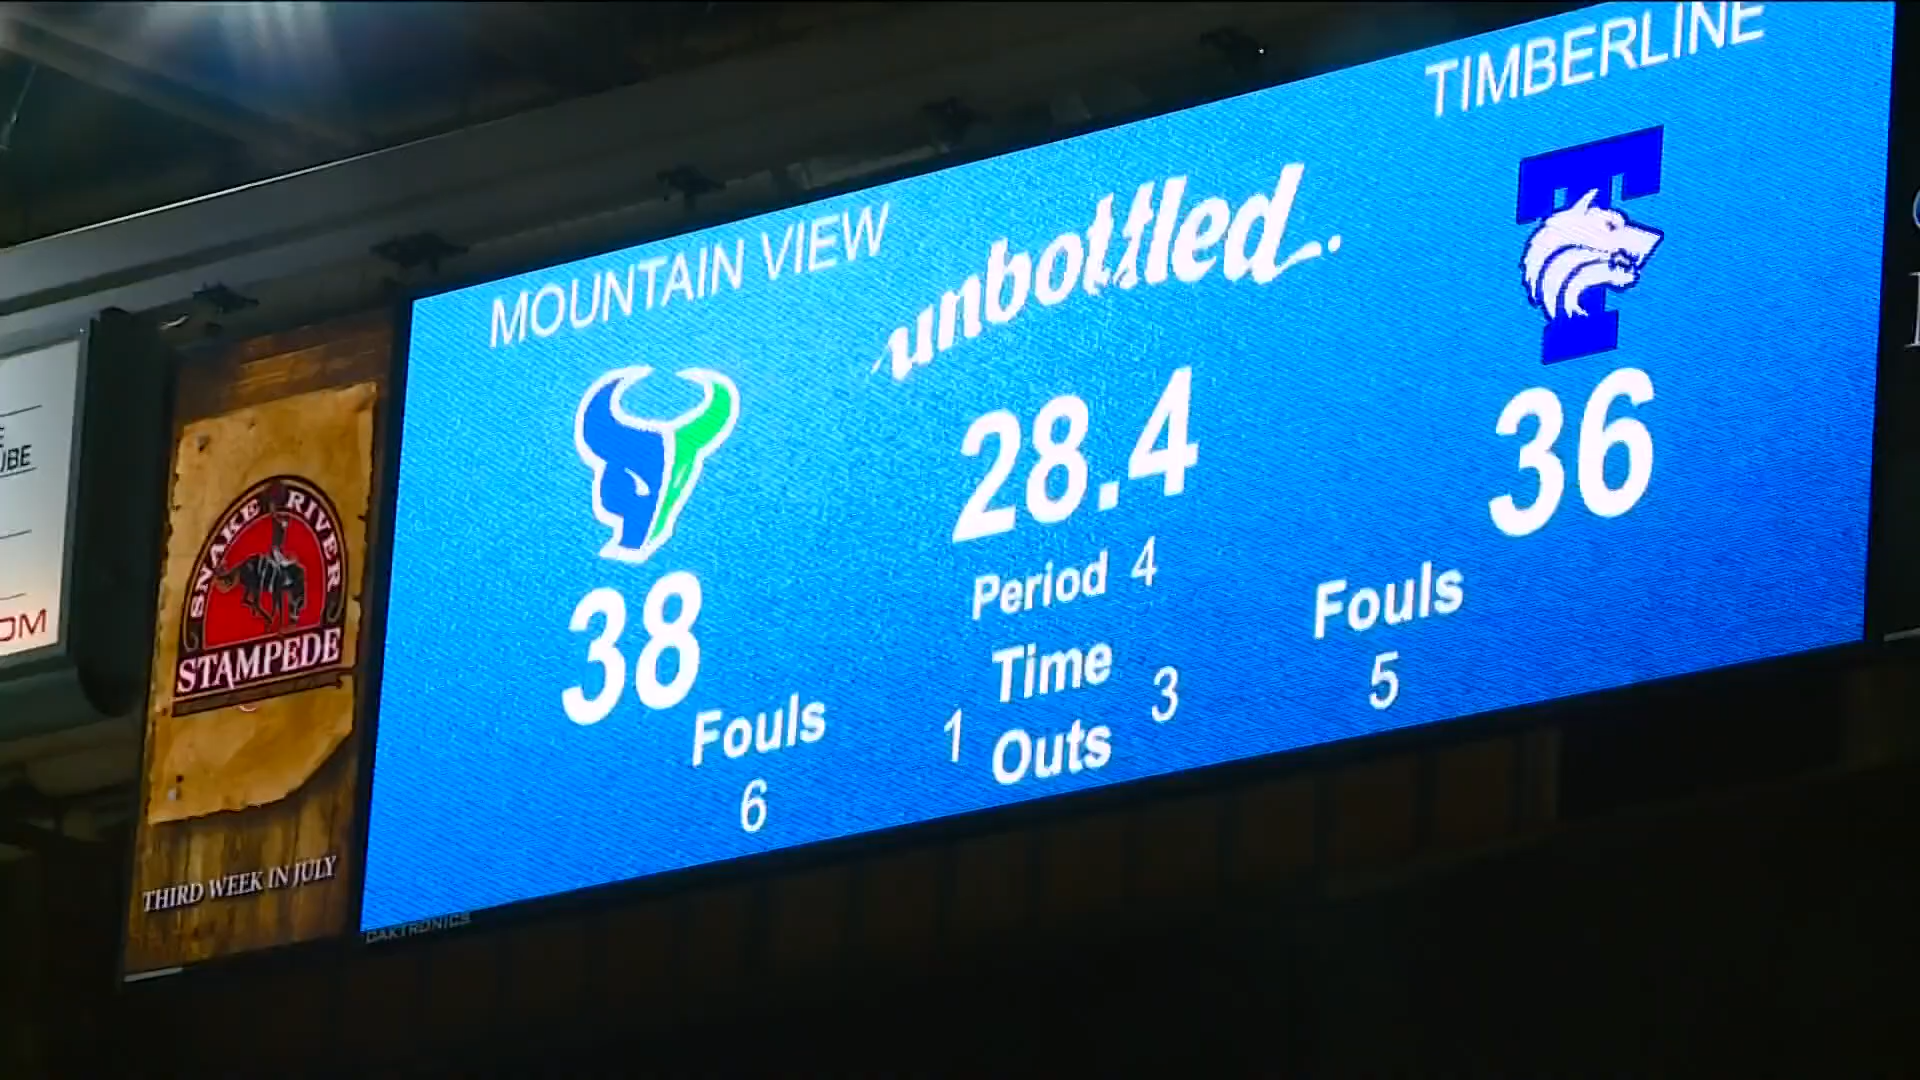 MOUNTAIN VIEW
unbottled.
TIMBERLINE
T
38
28.4
36
Period 4
Fouls
6
1
Time
Outs
3
Fouls
5
SNAKE RIVER
STAMPEDE
THIRD WEEK IN JULY
DAKTRONICS